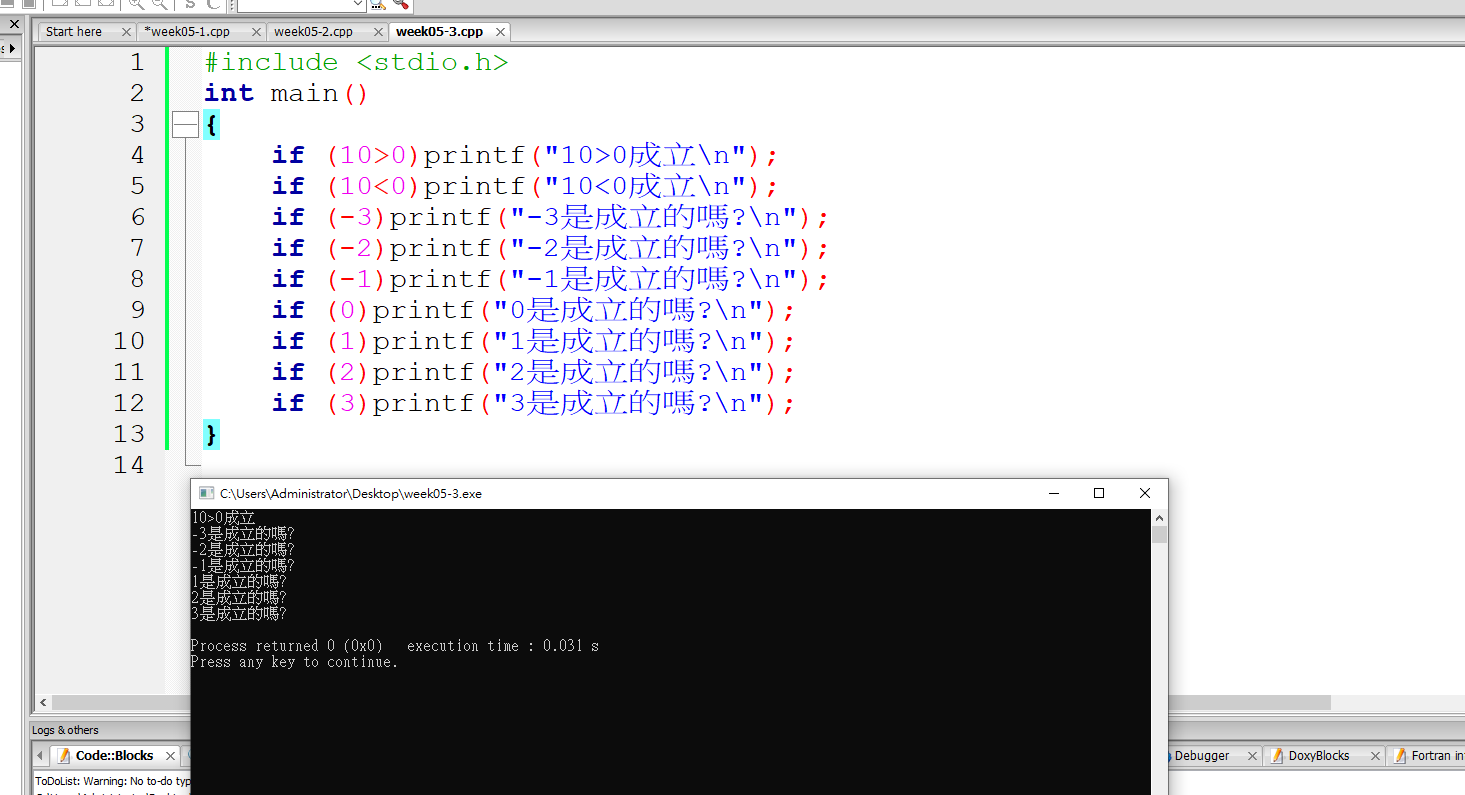 Start here
*week05-1.cpp
week05-2.cpp
week05-3.cpp
1 #include <stdio.h>
2 int main()
3 {
4 if (10>0)printf("10>0成立\n");
5 if (10<0)printf("10<0成立\n");
6 if (-3)printf("-3是成立的嗎?\n");
7 if (-2)printf("-2是成立的嗎?\n");
8 if (-1)printf("-1是成立的嗎?\n");
9 if (0)printf("0是成立的嗎?\n");
10 if (1)printf("1是成立的嗎?\n");
11 if (2)printf("2是成立的嗎?\n");
12 if (3)printf("3是成立的嗎?\n");
13 }
14
C:\Users\Administrator\Desktop\week05-3.exe
10>0成立
-3是成立的嗎?
-2是成立的嗎?
-1是成立的嗎?
1是成立的嗎?
2是成立的嗎?
3是成立的嗎?
Process returned 0 (0x0) execution time : 0.031 s
Press any key to continue.
Logs & others
Code::Blocks
Debugger
DoxyBlocks
Fortran
ToDoList: Warning: No to-do